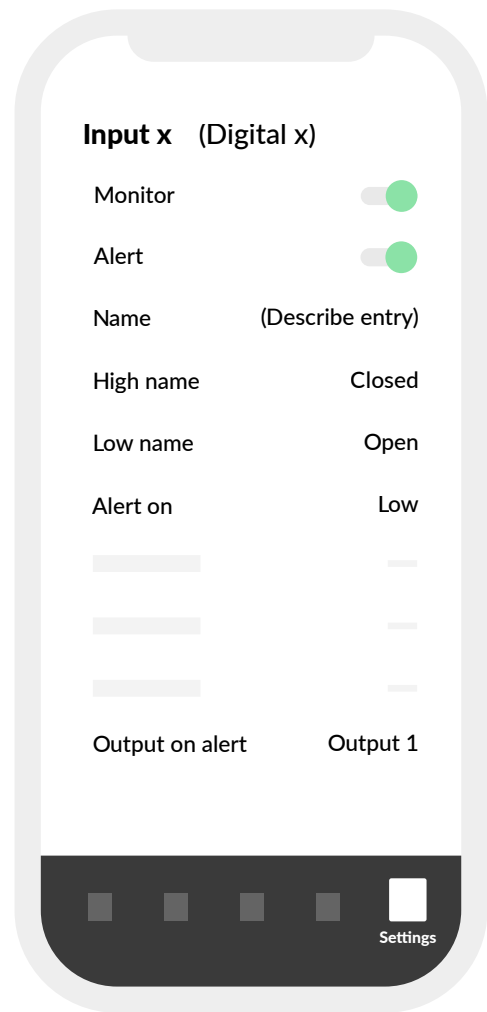 Input x (Digital x)
Monitor
Alert
Name (Describe entry)
High name Closed
Low name Open
Alert on Low
Output on alert Output 1
Settings